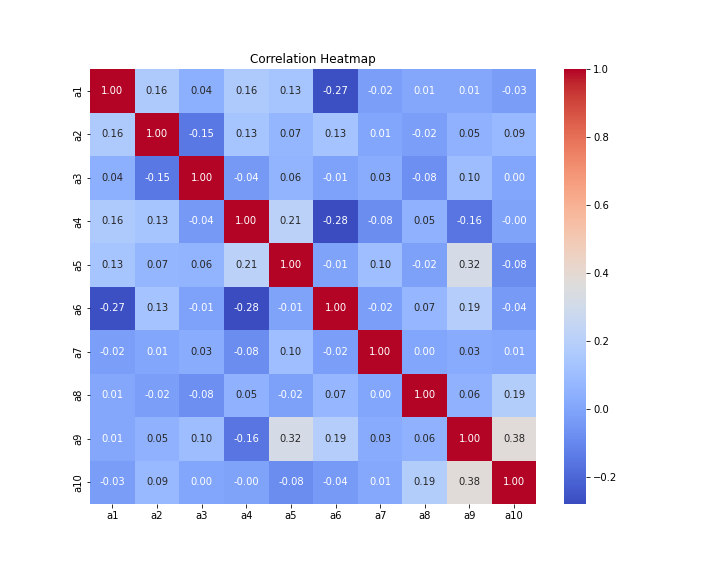 Correlation Heatmap
a1 1.00 0.16 0.04 0.16 0.13 -0.27 -0.02 0.01 0.01 -0.03
a2 0.16 1.00 -0.15 0.13 0.07 0.13 0.01 -0.02 0.05 0.09
a3 0.04 -0.15 1.00 -0.04 0.06 -0.01 0.03 -0.08 0.10 0.00
a4 0.16 0.13 -0.04 1.00 0.21 -0.28 -0.08 0.05 -0.16 -0.00
a5 0.13 0.07 0.06 0.21 1.00 -0.01 0.10 -0.02 0.32 -0.08
a6 -0.27 0.13 -0.01 -0.28 -0.01 1.00 -0.02 0.07 0.19 -0.04
a7 -0.02 0.01 0.03 -0.08 0.10 -0.02 1.00 0.00 0.03 0.01
a8 0.01 -0.02 -0.08 0.05 -0.02 0.07 0.00 1.00 0.06 0.19
a9 0.01 0.05 0.10 -0.16 0.32 0.19 0.03 0.06 1.00 0.38
a10 -0.03 0.09 0.00 -0.00 -0.08 -0.04 0.01 0.19 0.38 1.00
a1 a2 a3 a4 a5 a6 a7 a8 a9 a10
1.0
0.8
0.6
0.4
0.2
0.0
−0.2